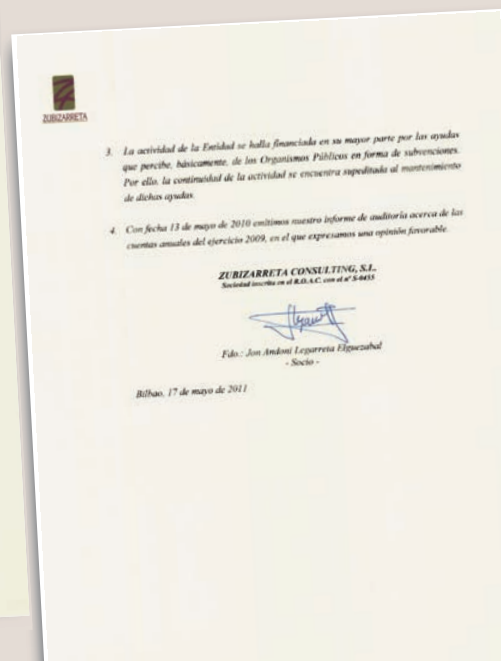 ZUBIZARRETA
3. La actividad de la Entidad se halla financiada en su mayor parte por las ayudas
que percibe, básicamente, de los Organismos Públicos en forma de subvenciones.
Por ello, la continuidad de la actividad se encuentra supeditada al mantenimiento
de dichas ayudas.
4. Con fecha 13 de mayo de 2010 emitimos nuestro informe de auditoría acerca de las
cuentas anuales del ejercicio 2009, en el que expresamos una opinión favorable.
ZUBIZARRETA CONSULTING, S.L.
Sociedad inscrita en el R.O.A.C. con el nº S-0455
Fdo.: Jon Andoni Legarreta Elguezabal
- Socio -
Bilbao, 17 de mayo de 2011